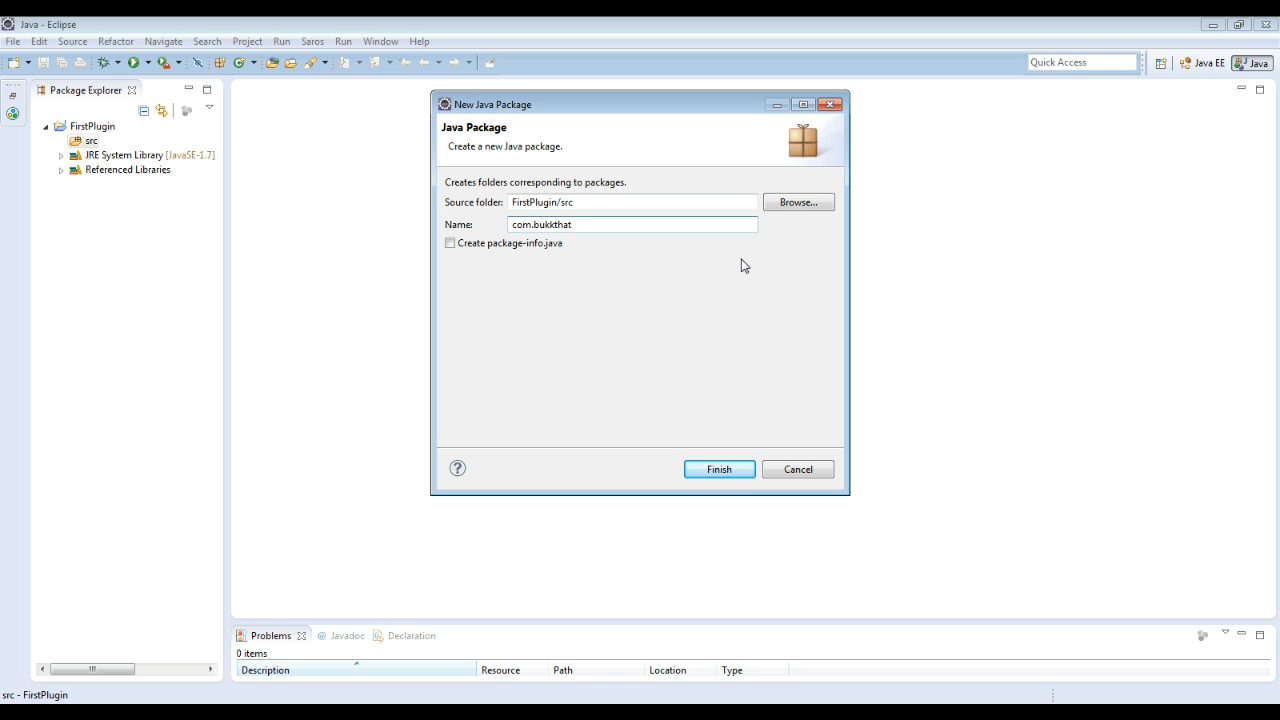 Java - Eclipse
File Edit Source Refactor Navigate Search Project Run Saros Run Window Help
Quick Access Java EE Java
Package Explorer
FirstPlugin
src
JRE System Library [JavaSE-1.7]
Referenced Libraries
New Java Package
Java Package
Create a new Java package.
Creates folders corresponding to packages.
Source folder: FirstPlugin/src Browse...
Name: com.bukkthat
Create package-info.java
? Finish Cancel
Problems @ Javadoc Declaration
0 items
Description Resource Path Location Type
src - FirstPlugin